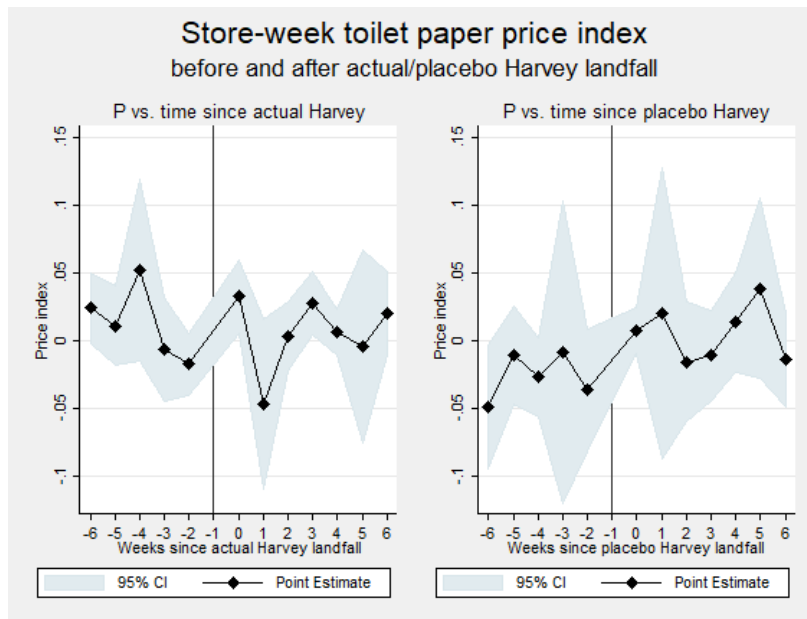 Store-week toilet paper price index
before and after actual/placebo Harvey landfall
P vs. time since actual Harvey
.15
.1
.05
0
-.05
-.1
Price index
-6 -5 -4 -3 -2 -1 0 1 2 3 4 5 6
Weeks since actual Harvey landfall
95% CI Point Estimate
P vs. time since placebo Harvey
.15
.1
.05
0
-.05
-.1
Price index
-6 -5 -4 -3 -2 -1 0 1 2 3 4 5 6
Weeks since placebo Harvey landfall
95% CI Point Estimate